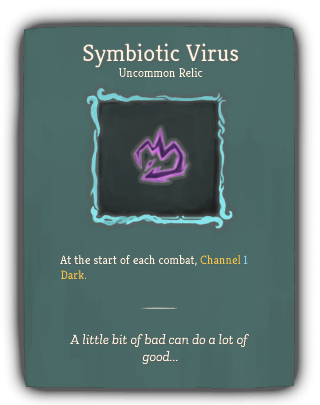 Symbiotic Virus
Uncommon Relic
At the start of each combat, Channel 1
Dark.
A little bit of bad can do a lot of
good...